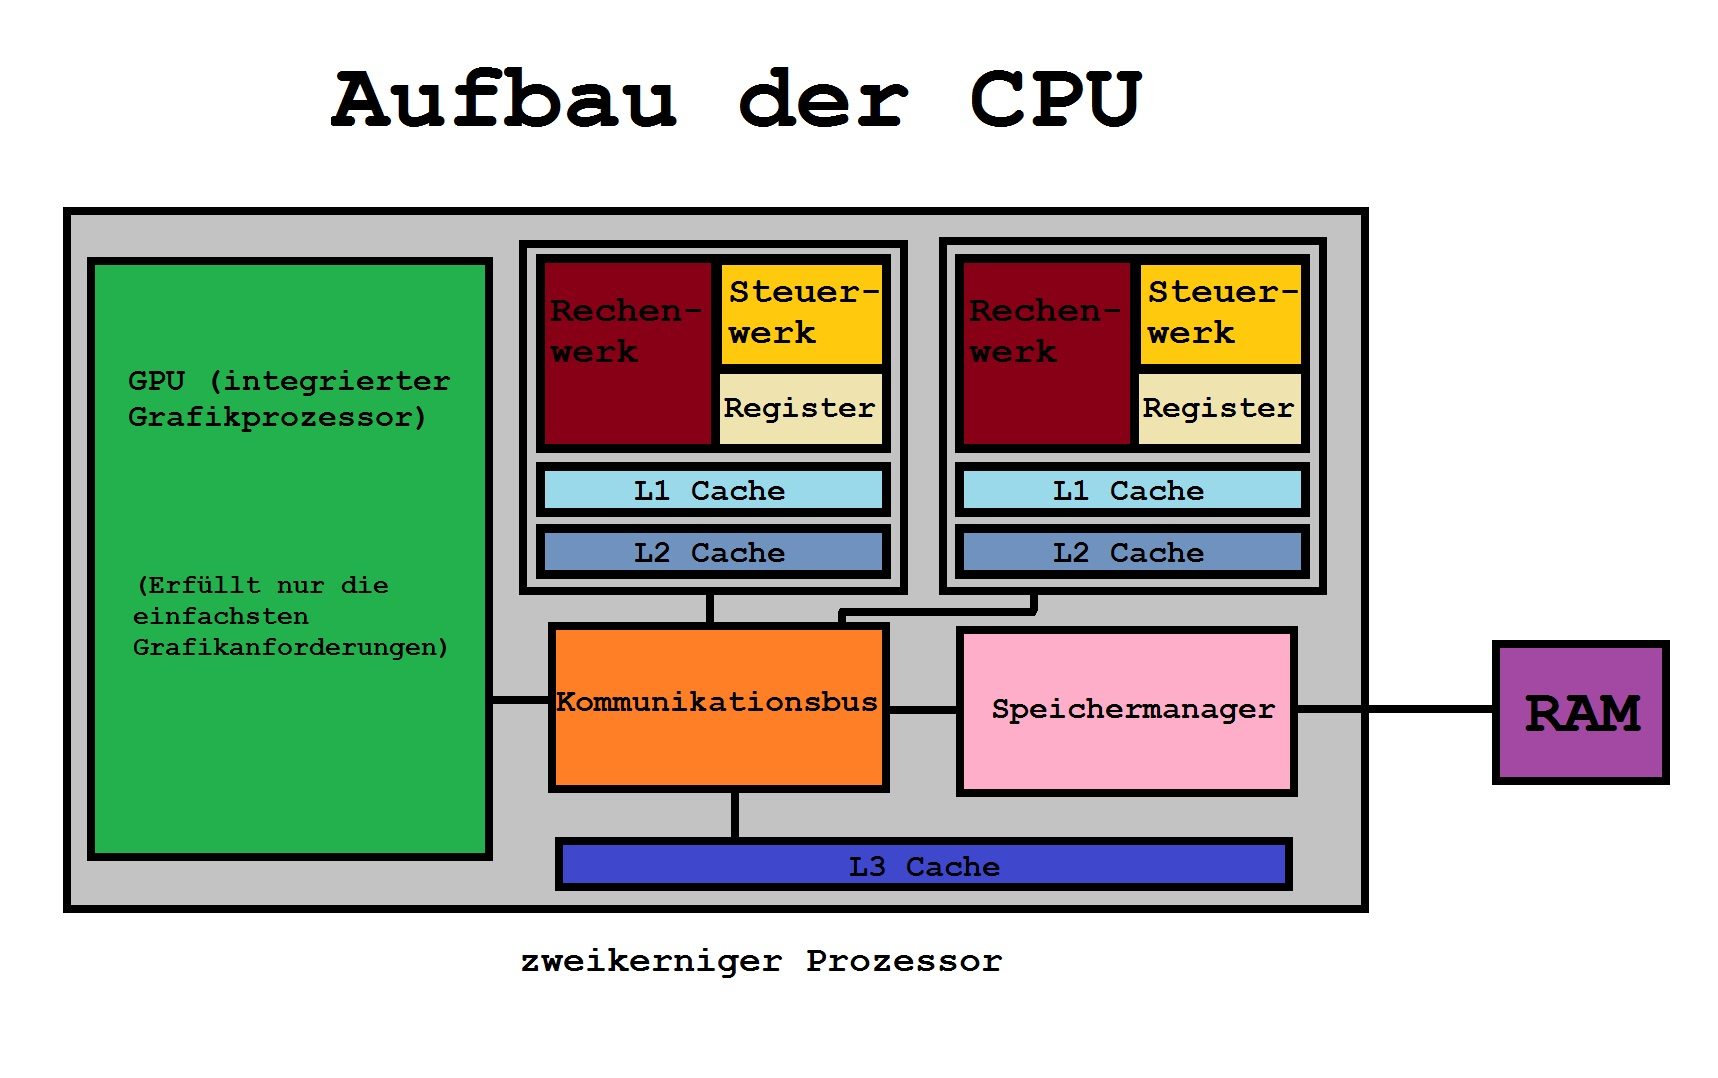 Aufbau der CPU
GPU (integrierter
Grafikprozessor)
(Erfüllt nur die
einfachsten
Grafikanforderungen)
Rechen-
werk
Steuer-
werk
Register
L1 Cache
L2 Cache
Rechen-
werk
Steuer-
werk
Register
L1 Cache
L2 Cache
Kommunikationsbus
Speichermanager
RAM
L3 Cache
zweikerniger Prozessor